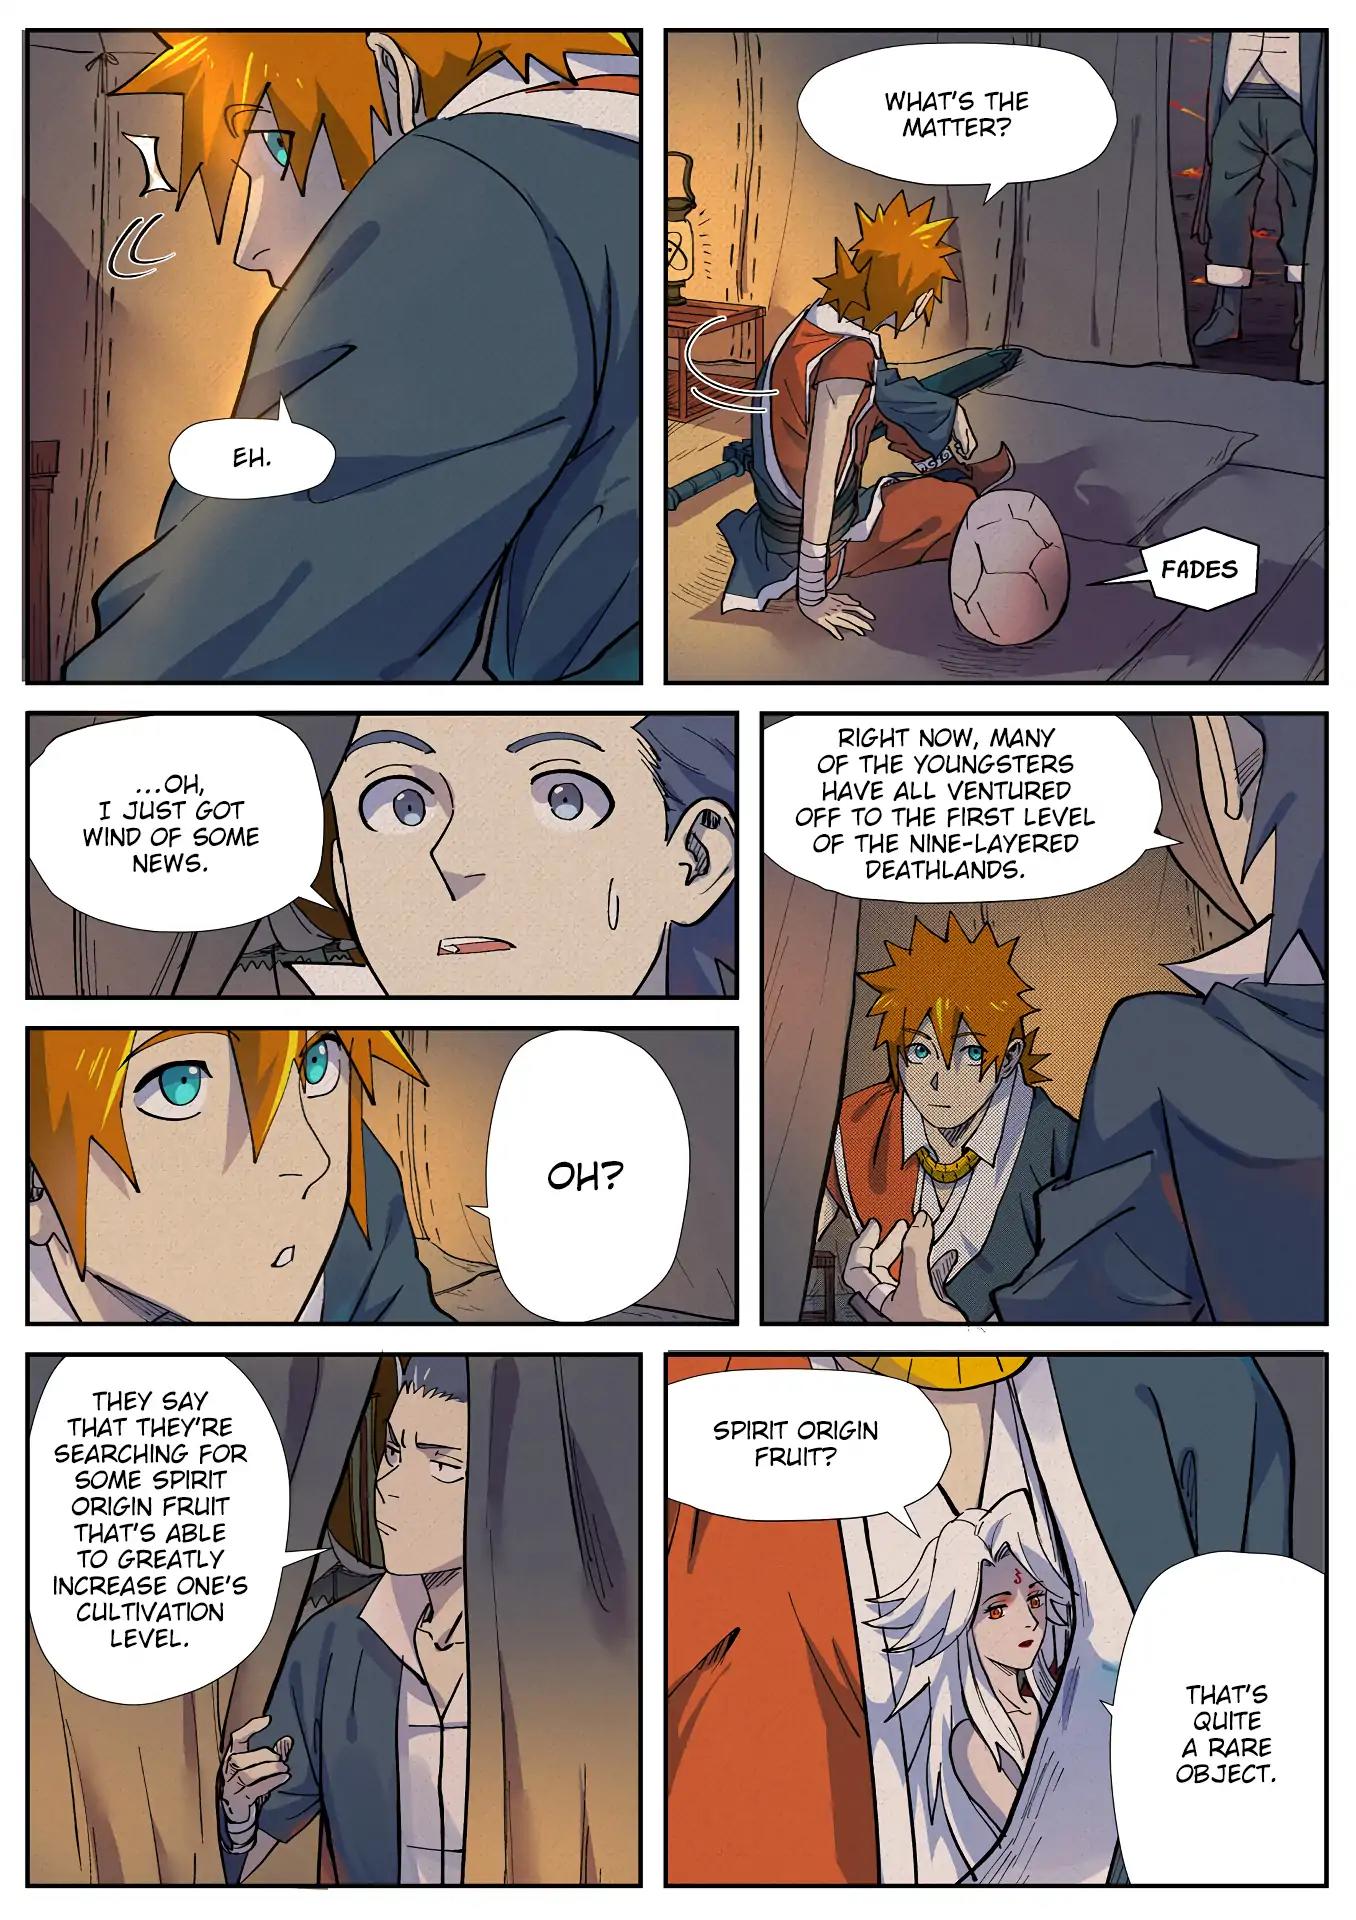 EH.
WHAT'S THE
MATTER?
FADES
...OH,
I JUST GOT
WIND OF SOME
NEWS.
RIGHT NOW, MANY
OF THE YOUNGSTERS
HAVE ALL VENTURED
OFF TO THE FIRST LEVEL
OF THE NINE-LAYERED
DEATHLANDS.
OH?
THEY SAY
THAT THEY'RE
SEARCHING FOR
SOME SPIRIT
ORIGIN FRUIT
THAT'S ABLE
TO GREATLY
INCREASE ONE'S
CULTIVATION
LEVEL.
SPIRIT ORIGIN
FRUIT?
THAT'S
QUITE
A RARE
OBJECT.